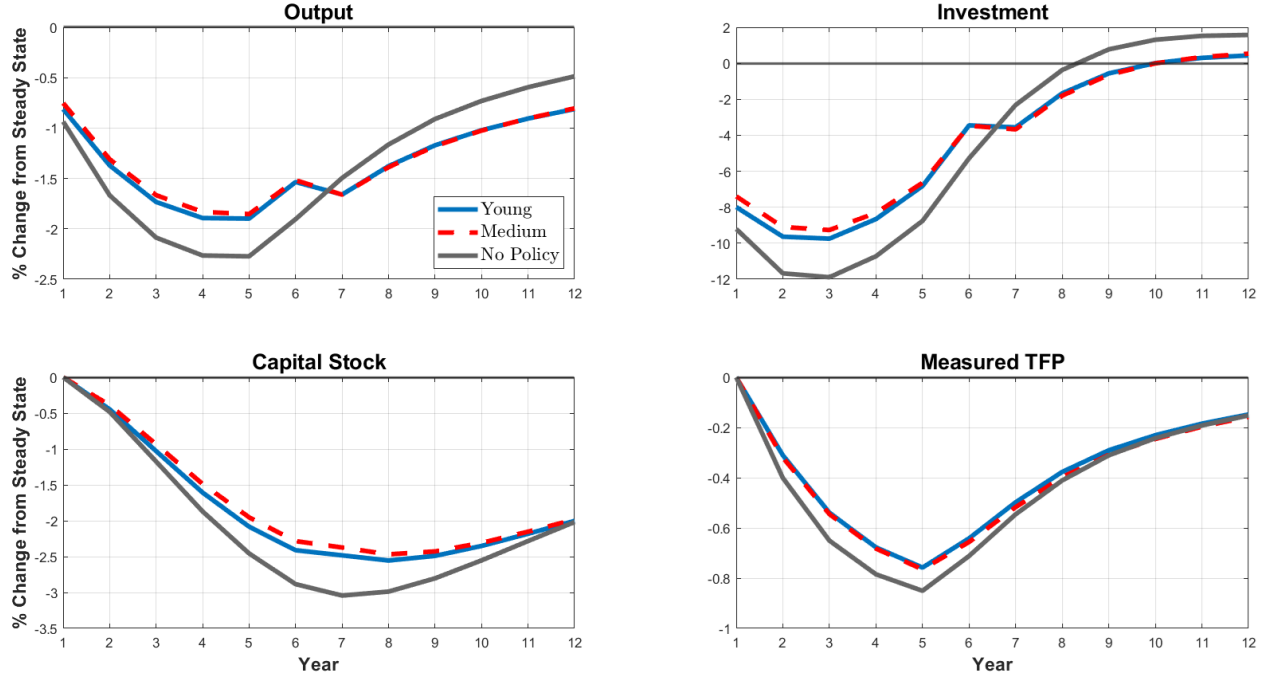 Output
% Change from Steady State
0
-0.5
-1
-1.5
-2
-2.5
1 2 3 4 5 6 7 8 9 10 11 12
Young
Medium
No Policy
Investment
2
0
-2
-4
-6
-8
-10
-12
1 2 3 4 5 6 7 8 9 10 11 12
Capital Stock
% Change from Steady State
0
-0.5
-1
-1.5
-2
-2.5
-3
-3.5
1 2 3 4 5 6 7 8 9 10 11 12
Year
Measured TFP
0
-0.2
-0.4
-0.6
-0.8
-1
1 2 3 4 5 6 7 8 9 10 11 12
Year